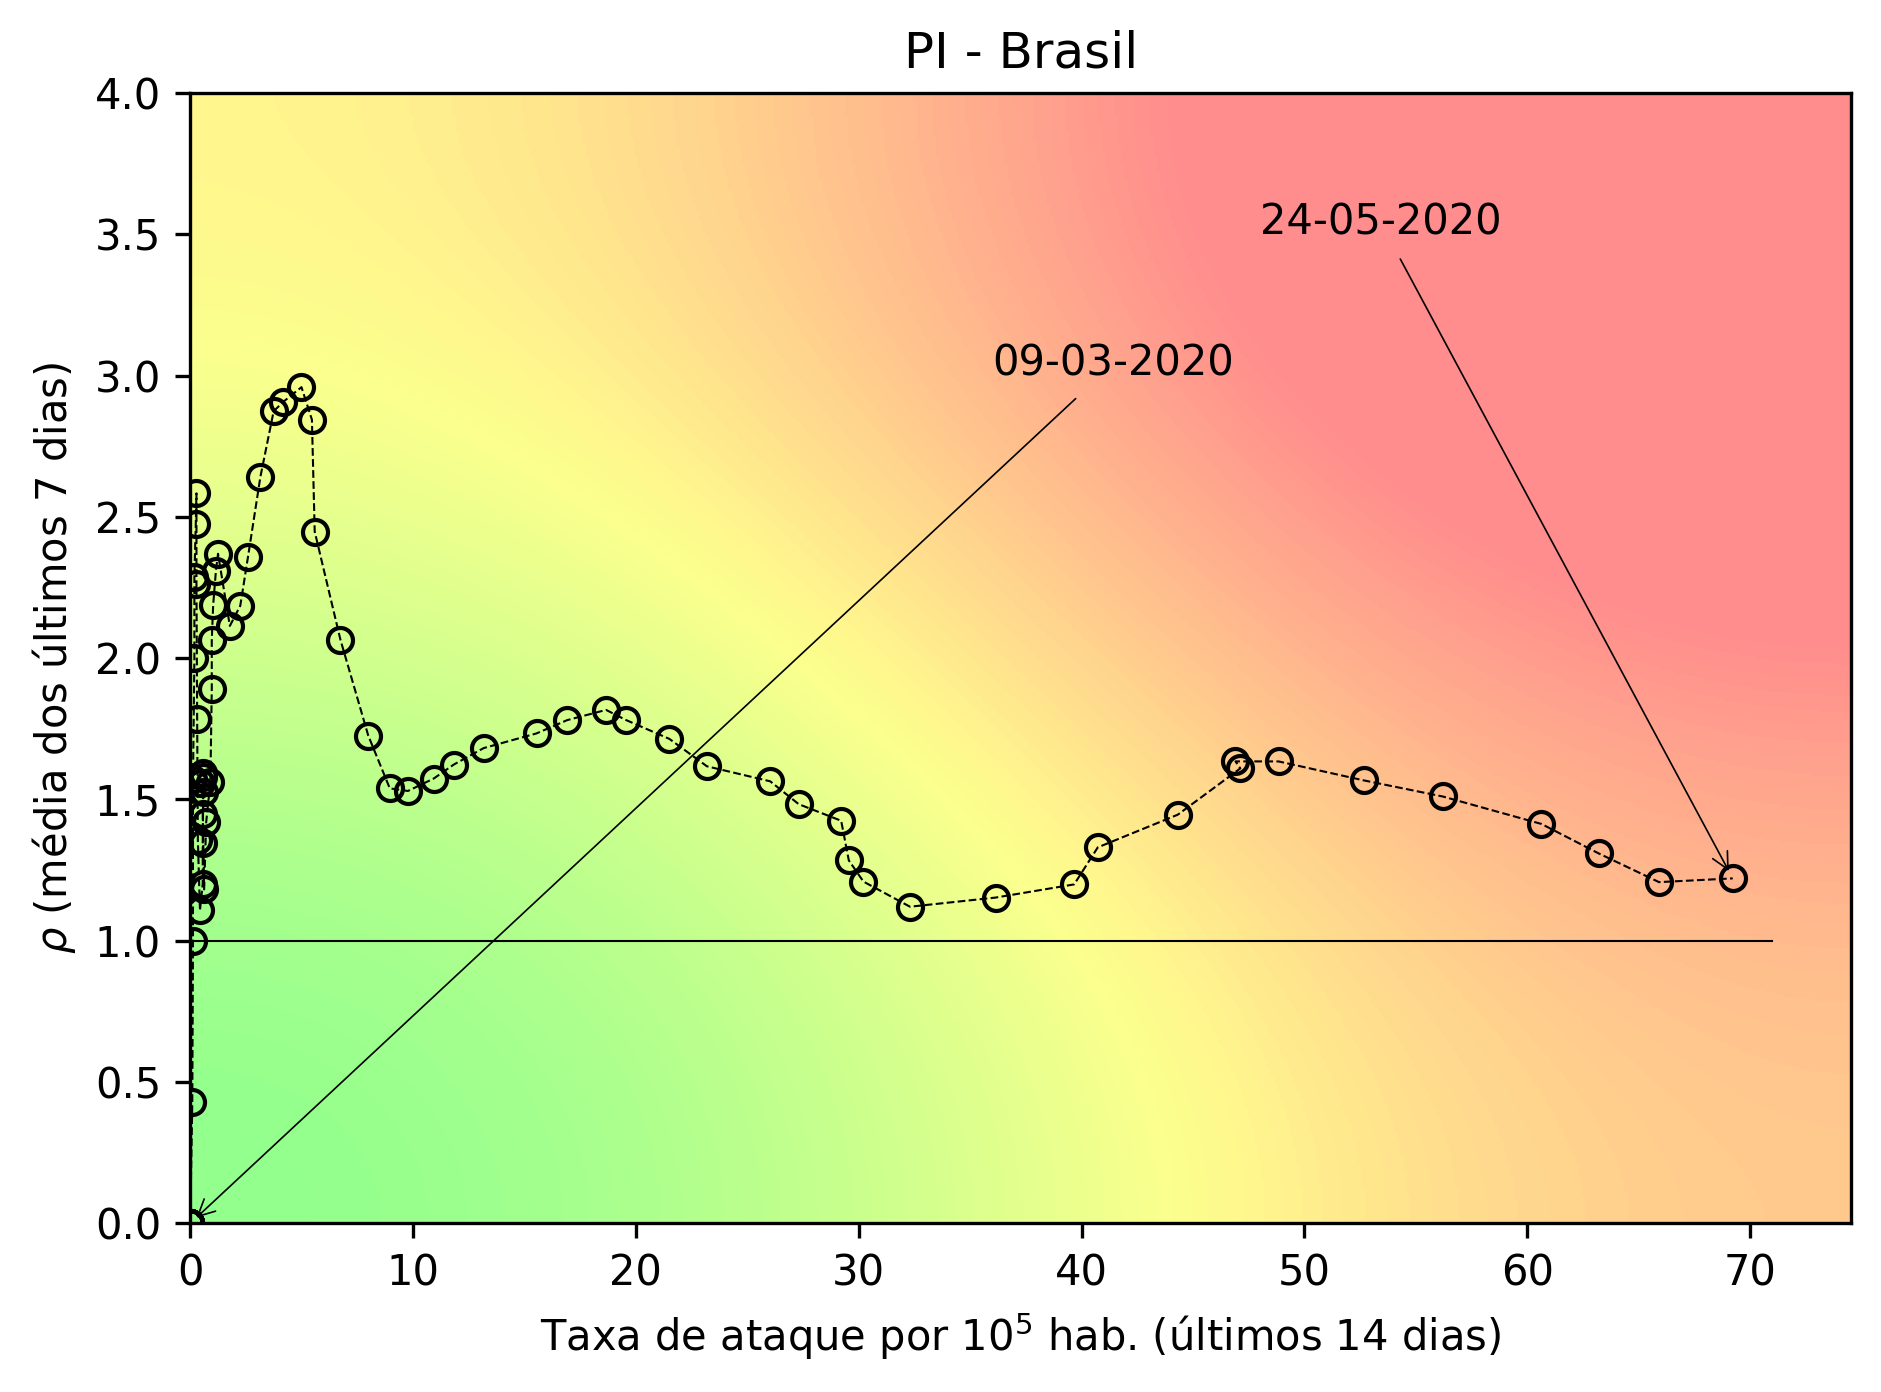 PI - Brasil
4.0
3.5
3.0
2.5
2.0
1.5
1.0
0.5
0.0
ρ (média dos últimos 7 dias)
24-05-2020
09-03-2020
0 10 20 30 40 50 60 70
Taxa de ataque por 10⁵ hab. (últimos 14 dias)